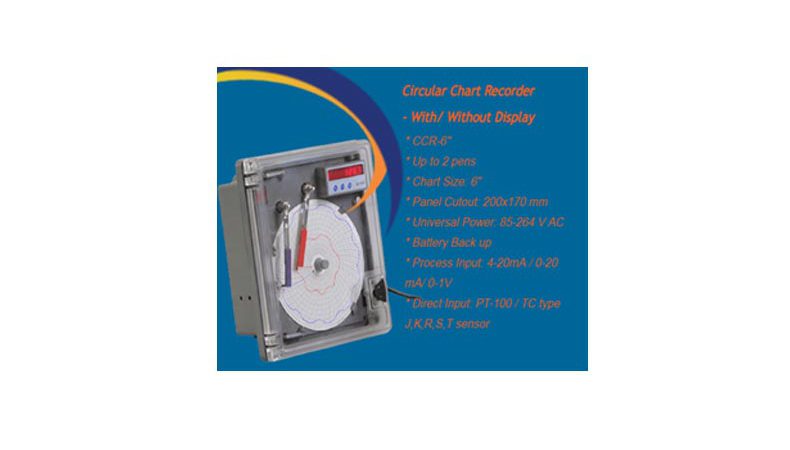 Circular Chart Recorder
- With/ Without Display
* CCR-6"
* Up to 2 pens
* Chart Size: 6"
* Panel Cutout: 200x170 mm
* Universal Power: 85-264 V AC
* Battery Back up
* Process Input: 4-20mA / 0-20
mA/ 0-1V
* Direct Input: PT-100 / TC type
J,K,R,S,T sensor